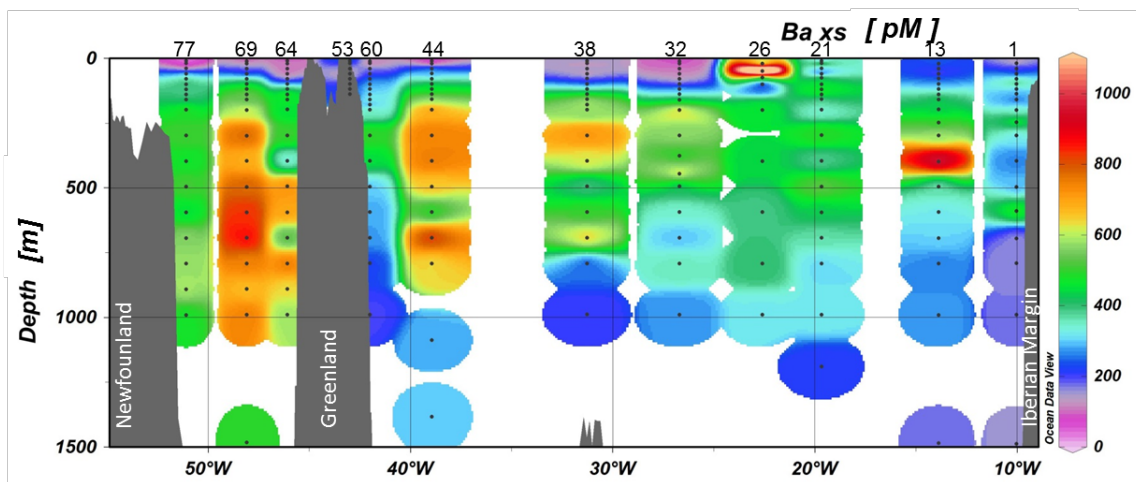 Ba xs [ pM ]
77 69 64 53 60 44 38 32 26 21 13 1
0
500
1000
1500
Depth [m]
Newfounland
Greenland
Iberian Margin
50°W 40°W 30°W 20°W 10°W
1000
800
600
400
200
0
Ocean Data View